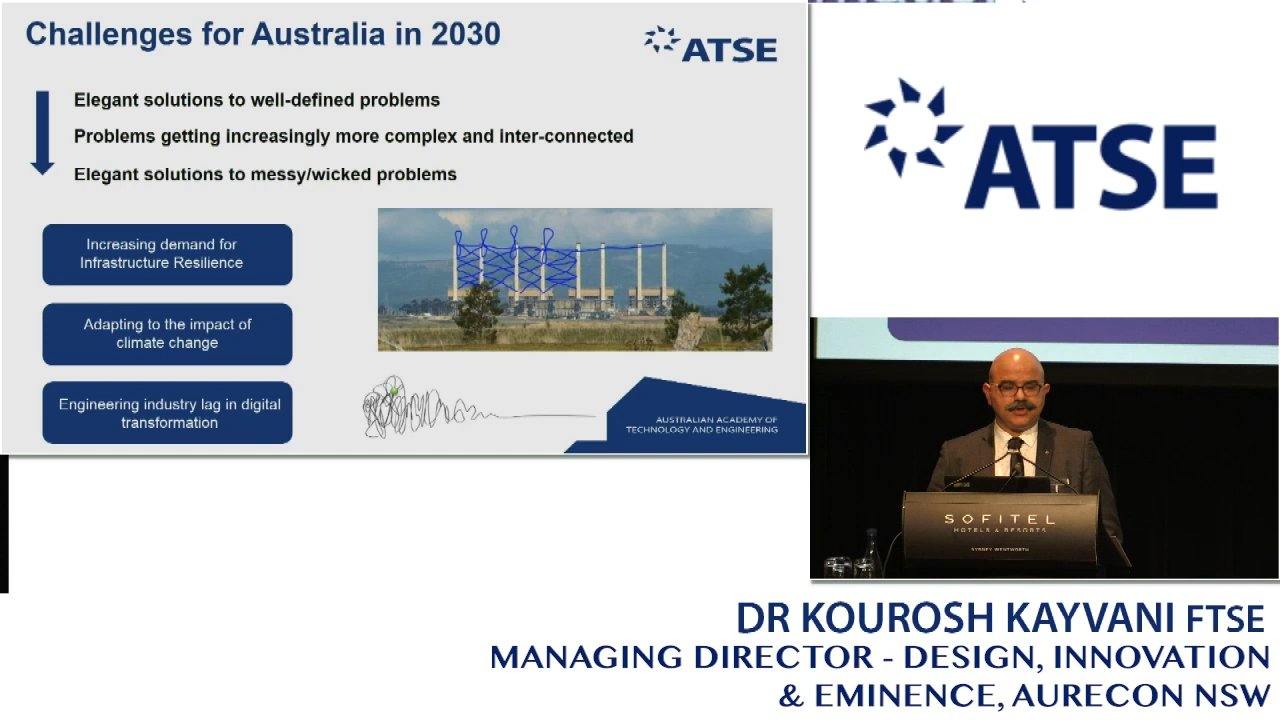 Challenges for Australia in 2030
ATSE
Elegant solutions to well-defined problems
Problems getting increasingly more complex and inter-connected
Elegant solutions to messy/wicked problems
Increasing demand for
Infrastructure Resilience
Adapting to the impact of
climate change
Engineering industry lag in digital
transformation
AUSTRALIAN ACADEMY OF
TECHNOLOGY AND ENGINEERING
ATSE
SOFITEL
HOTELS & RESORTS
SYDNEY WENTWORTH
DR KOUROSH KAYVANI FTSE
MANAGING DIRECTOR - DESIGN, INNOVATION
& EMINENCE, AURECON NSW